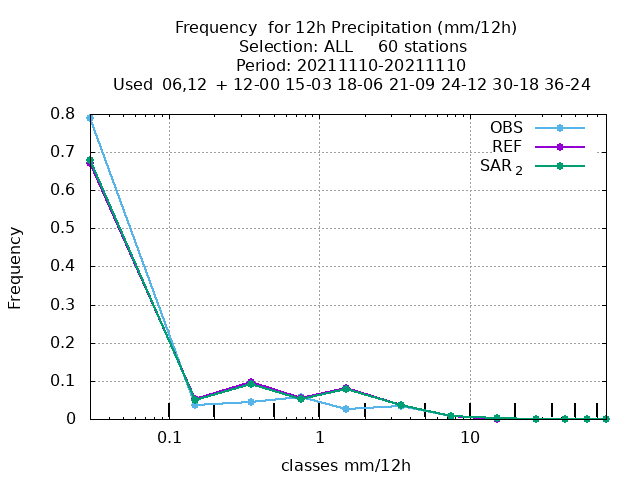 Frequency  for 12h Precipitation (mm/12h)
Selection: ALL     60 stations
Period: 20211110-20211110
Used  06,12  + 12-00 15-03 18-06 21-09 24-12 30-18 36-24
OBS
REF
SAR 2
0.8
0.7
0.6
0.5
0.4
0.3
0.2
0.1
0
Frequency
0.1
1
10
classes mm/12h